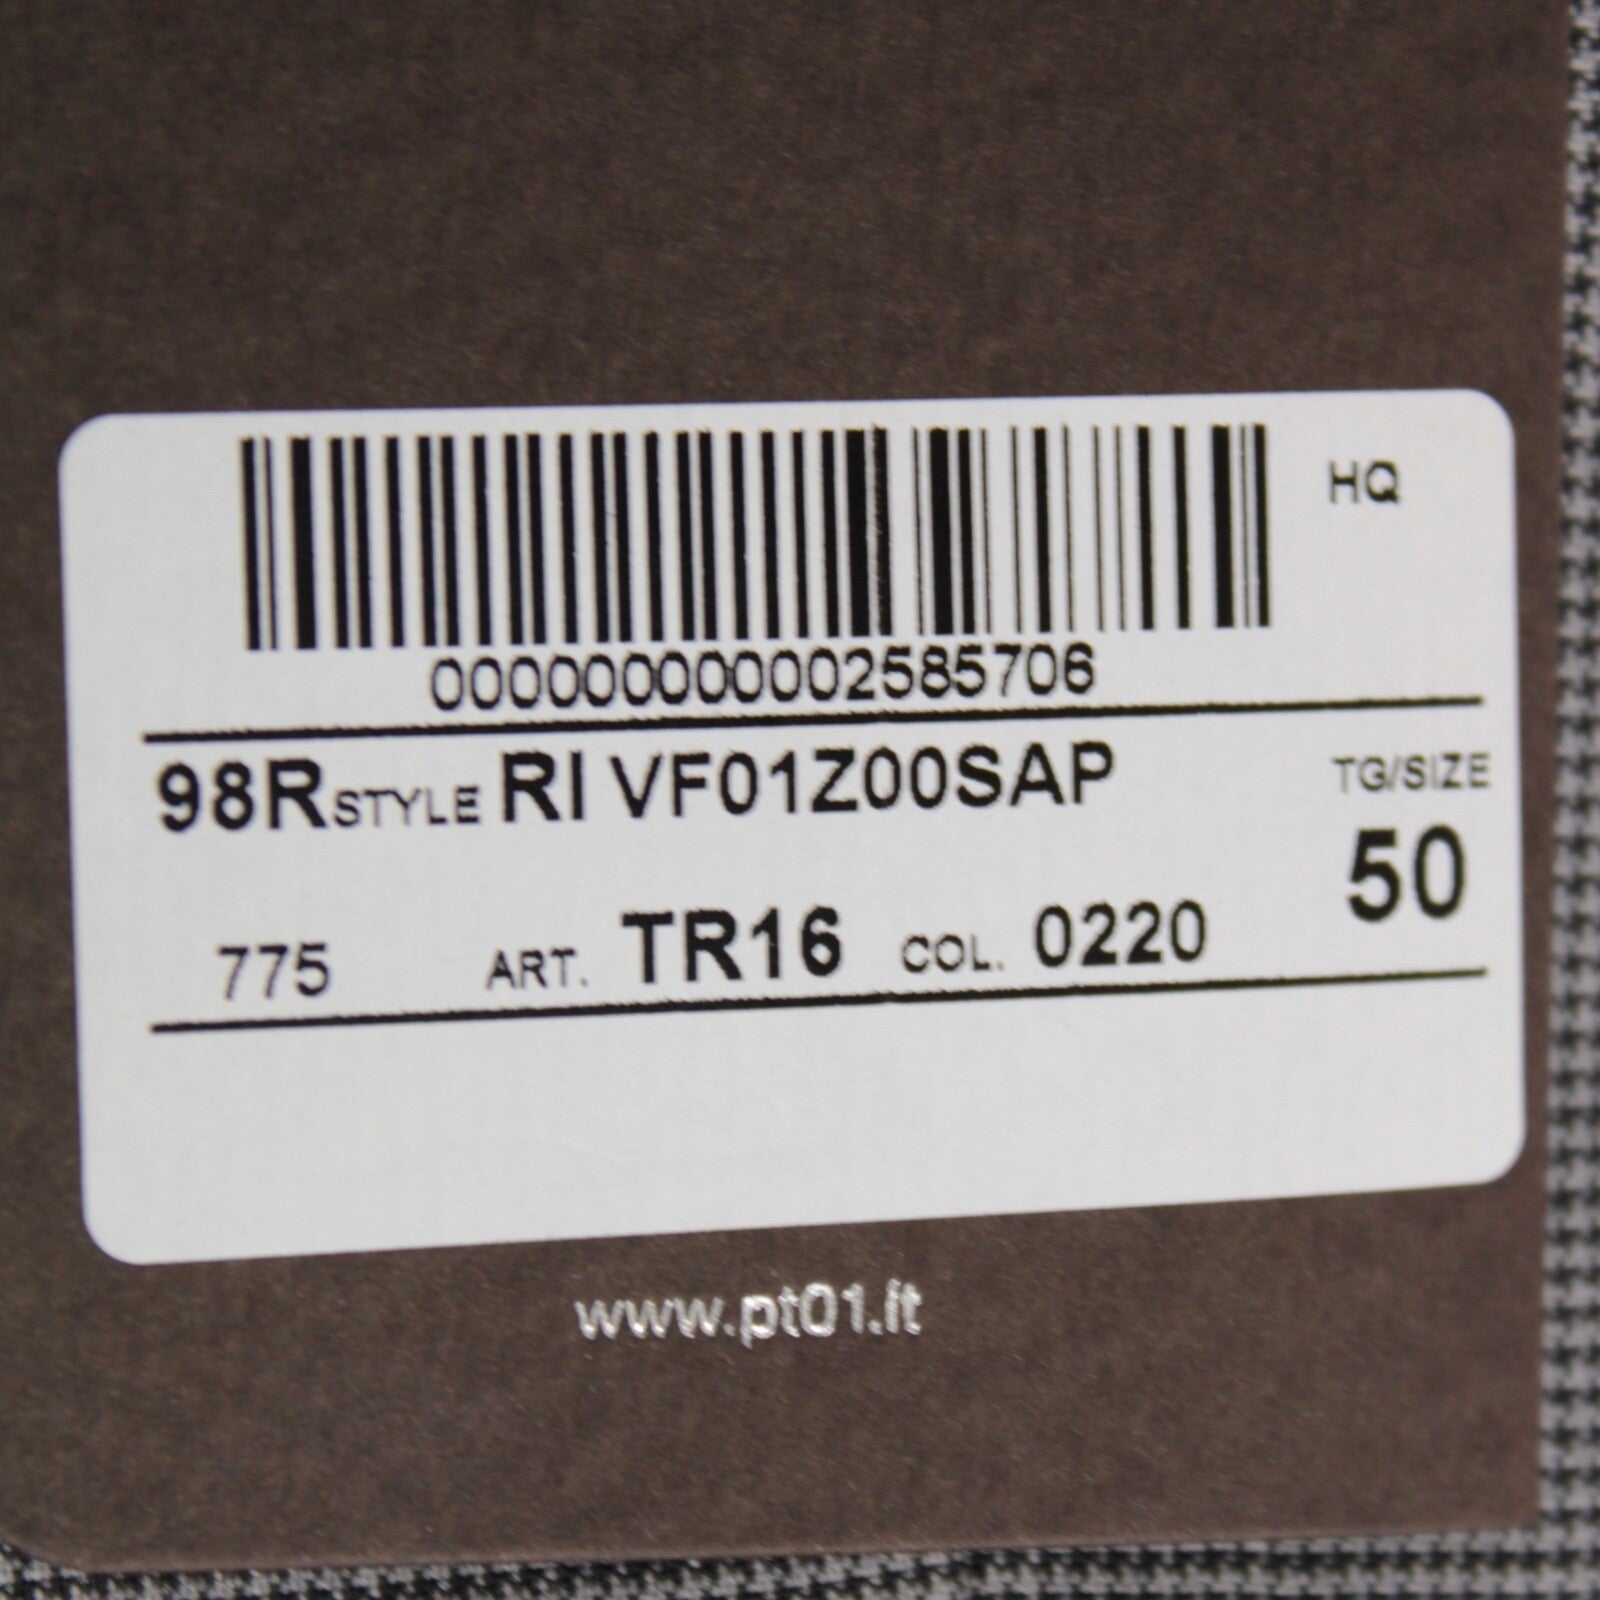 HQ
0000000000002585706
98R STYLE RI VF01Z00SAP TG/SIZE
50
775 ART. TR16 COL. 0220
www.pt01.it